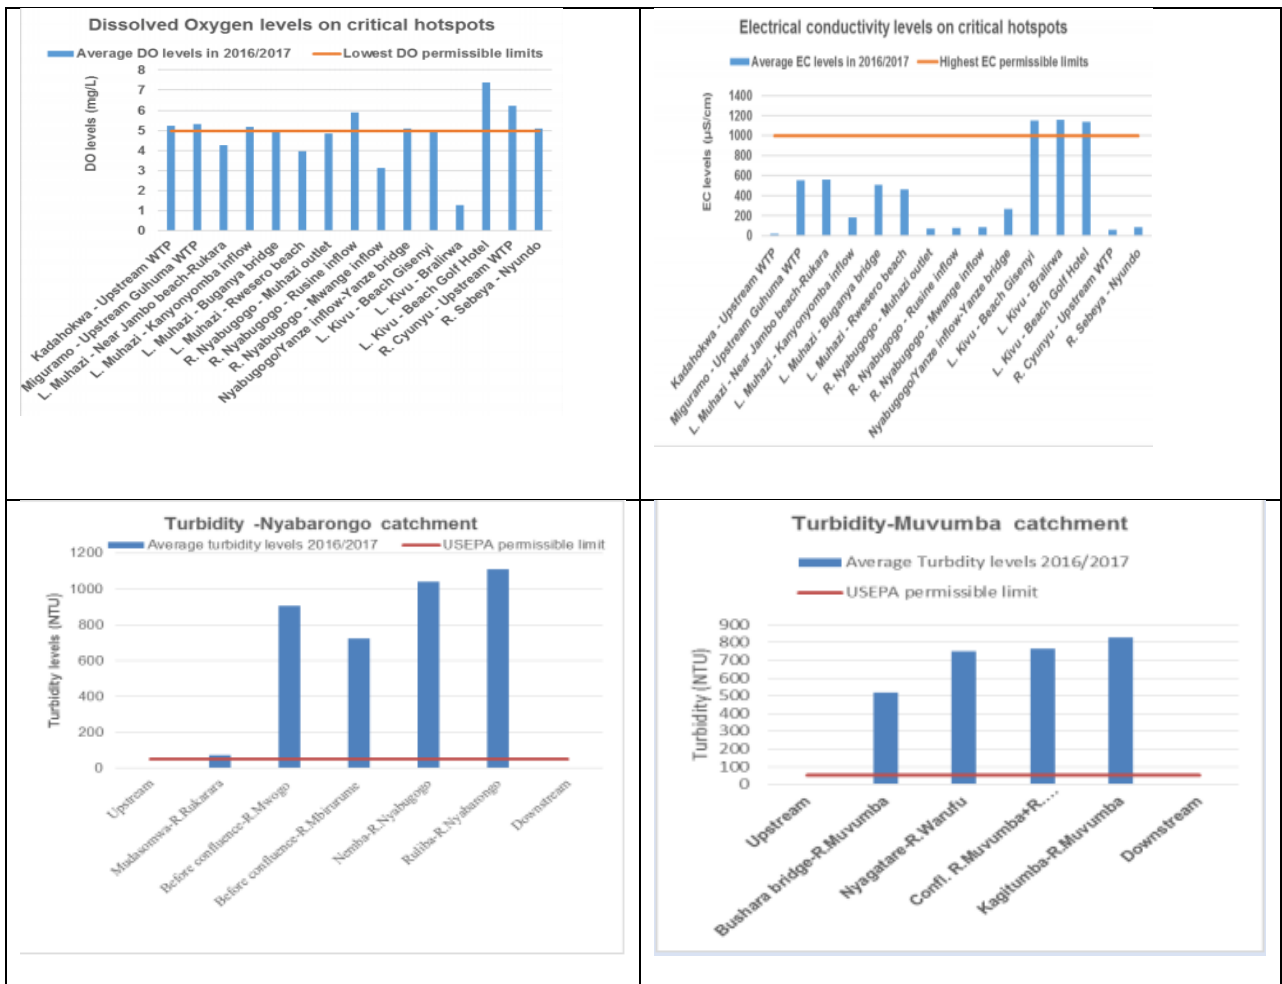 Dissolved Oxygen levels on critical hotspots
Average DO levels in 2016/2017
Lowest DO permissible limits
DO levels (mg/L)
8
7
6
5
4
3
2
1
0
Kadahokwa - Upstream WTP
Miguramo - Upstream Guhuma WTP
L. Muhazi - Near Jambo beach-Rukara
L. Muhazi - Kanyonyomba inflow
L. Muhazi - Buganya bridge
L. Muhazi - Rwesero beach
R. Nyabugogo - Muhazi outlet
R. Nyabugogo - Rusine inflow
R. Nyabugogo - Mwange inflow
Nyabugogo/Yanze inflow-Yanze bridge
L. Kivu - Beach Gisenyi
L. Kivu - Bralirwa
L. Kivu - Beach Golf Hotel
R. Cyunyu - Upstream WTP
R. Sebeya - Nyundo
Electrical conductivity levels on critical hotspots
Average EC levels in 2016/2017
Highest EC permissible limits
EC levels (µS/cm)
1400
1200
1000
800
600
400
200
0
Kadahokwa - Upstream WTP
Miguramo - Upstream Guhuma WTP
L. Muhazi - Near Jambo beach-Rukara
L. Muhazi - Kanyonyomba inflow
L. Muhazi - Buganya bridge
L. Muhazi - Rwesero beach
R. Nyabugogo - Muhazi outlet
R. Nyabugogo - Rusine inflow
R. Nyabugogo - Mwange inflow
Nyabugogo/Yanze inflow-Yanze bridge
L. Kivu - Beach Gisenyi
L. Kivu - Bralirwa
L. Kivu - Beach Golf Hotel
R. Cyunyu - Upstream WTP
R. Sebeya - Nyundo
Turbidity -Nyabarongo catchment
Average turbidity levels 2016/2017
USEPA permissible limit
Turbidity levels (NTU)
1200
1000
800
600
400
200
0
Upstream
Mudasomwa-R.Rukarara
Before confluence-R.Mwogo
Before confluence-R.Mbirurume
Nemba-R.Nyabugogo
Ruliba-R.Nyabarongo
Downstream
Turbidity-Muvumba catchment
Average Turbdity levels 2016/2017
USEPA permissible limit
Turbidity (NTU)
900
800
700
600
500
400
300
200
100
0
Upstream
Bushara bridge-R.Muvumba
Nyagatare-R.Warufu
Confl. R.Muvumba+R....
Kagitumba-R.Muvumba
Downstream